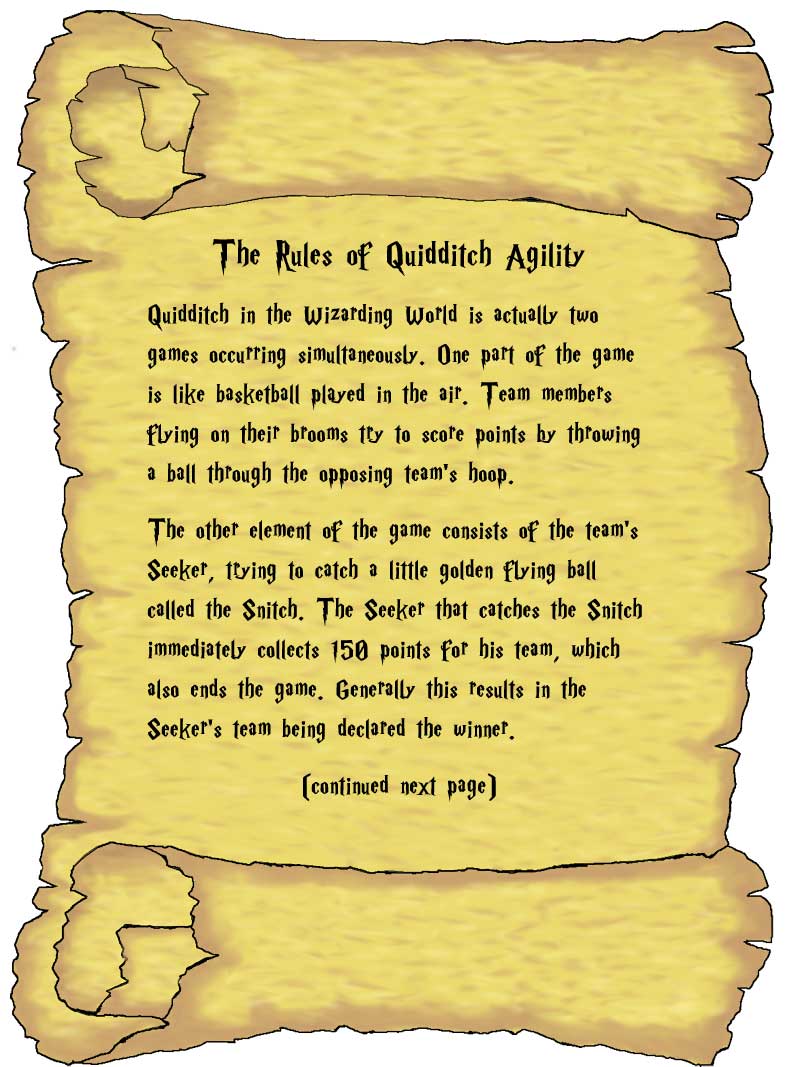 The Rules of Quidditch Agility
Quidditch in the Wizarding World is actually two
games occurring simultaneously. One part of the game
is like basketball played in the air. Team members
flying on their brooms try to score points by throwing
a ball through the opposing team's hoop.
The other element of the game consists of the team's
Seeker, trying to catch a little golden flying ball
called the Snitch. The Seeker that catches the Snitch
immediately collects 150 points for his team, which
also ends the game. Generally this results in the
Seeker's team being declared the winner.
(continued next page)